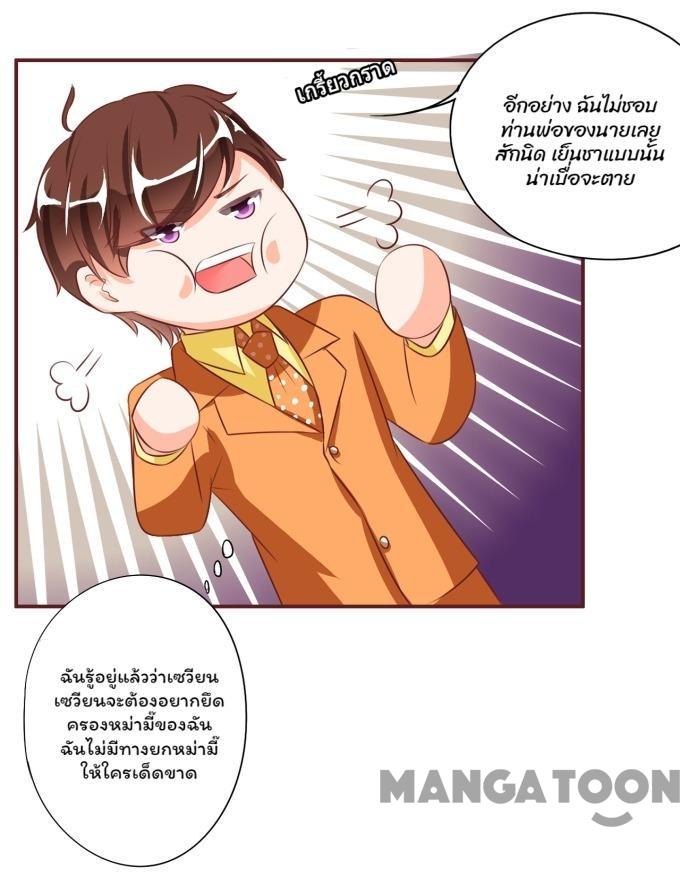 เกรี้ยวกราด
อีกอย่าง ฉันไม่ชอบ
ท่านพ่อของนายเลย
สักนิด เย็นชาแบบนั้น
น่าเบื่อจะตาย
ฉันรู้อยู่แล้วว่าเซวียน
เซวียนจะต้องอยากยึด
ครองหม่ามี๊ของฉัน
ฉันไม่มีทางยกหม่ามี๊
ให้ใครเด็ดขาด
MANGA TOON